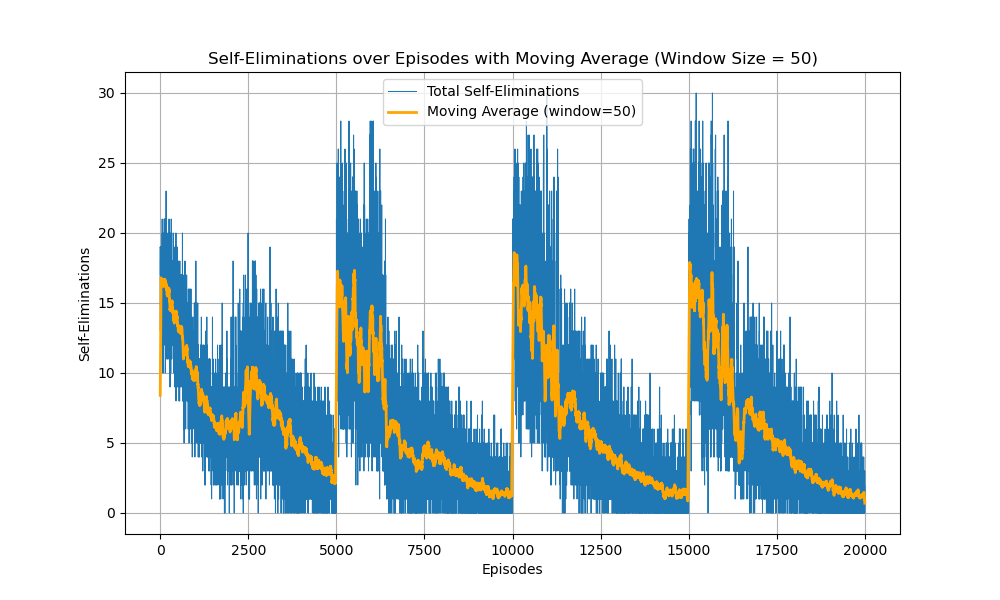 Self-Eliminations over Episodes with Moving Average (Window Size = 50)
Total Self-Eliminations
Moving Average (window=50)
Self-Eliminations
30
25
20
15
10
5
0
0 2500 5000 7500 10000 12500 15000 17500 20000
Episodes